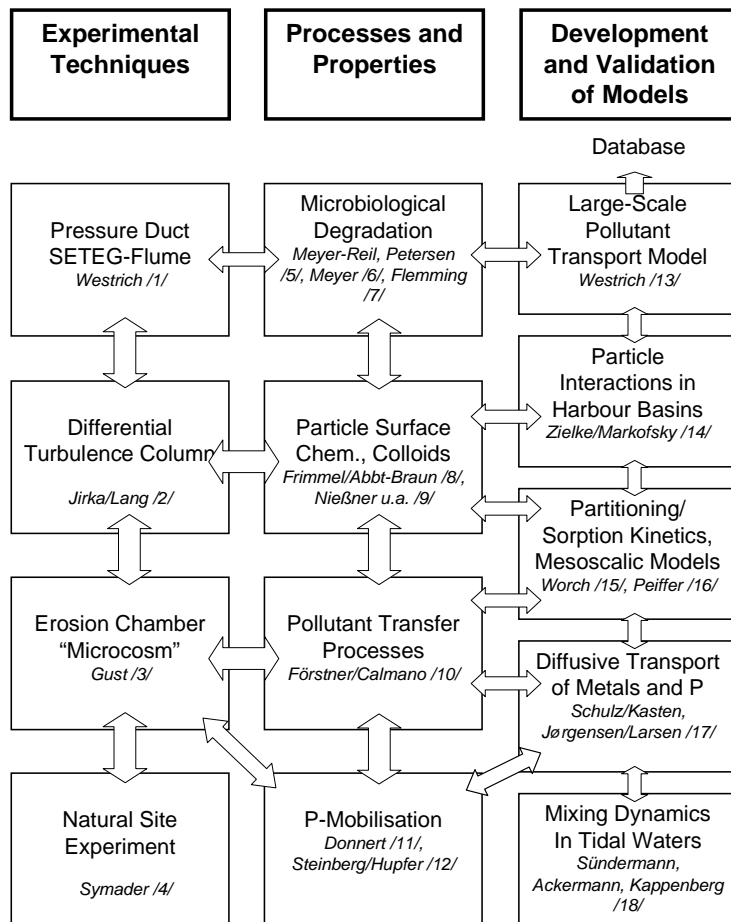 Experimental
Techniques
Processes and
Properties
Development
and Validation
of Models
Database
Pressure Duct
SETEG-Flume
Westrich /1/
Microbiological
Degradation
Meyer-Reil, Petersen
/5/, Meyer /6/, Flemming
/7/
Large-Scale
Pollutant
Transport Model
Westrich /13/
Differential
Turbulence Column
Jirka/Lang /2/
Particle Surface
Chem., Colloids
Frimmel/Abbt-Braun /8/,
Nießner u.a. /9/
Particle
Interactions in
Harbour Basins
Zielke/Markofsky /14/
Partitioning/
Sorption Kinetics,
Mesoscalic Models
Worch /15/, Peiffer /16/
Erosion Chamber
“Microcosm”
Gust /3/
Pollutant Transfer
Processes
Förstner/Calmano /10/
Diffusive Transport
of Metals and P
Schulz/Kasten,
Jørgensen/Larsen /17/
Natural Site
Experiment
Symader /4/
P-Mobilisation
Donnert /11/,
Steinberg/Hupfer /12/
Mixing Dynamics
In Tidal Waters
Sündermann,
Ackermann, Kappenberg
/18/